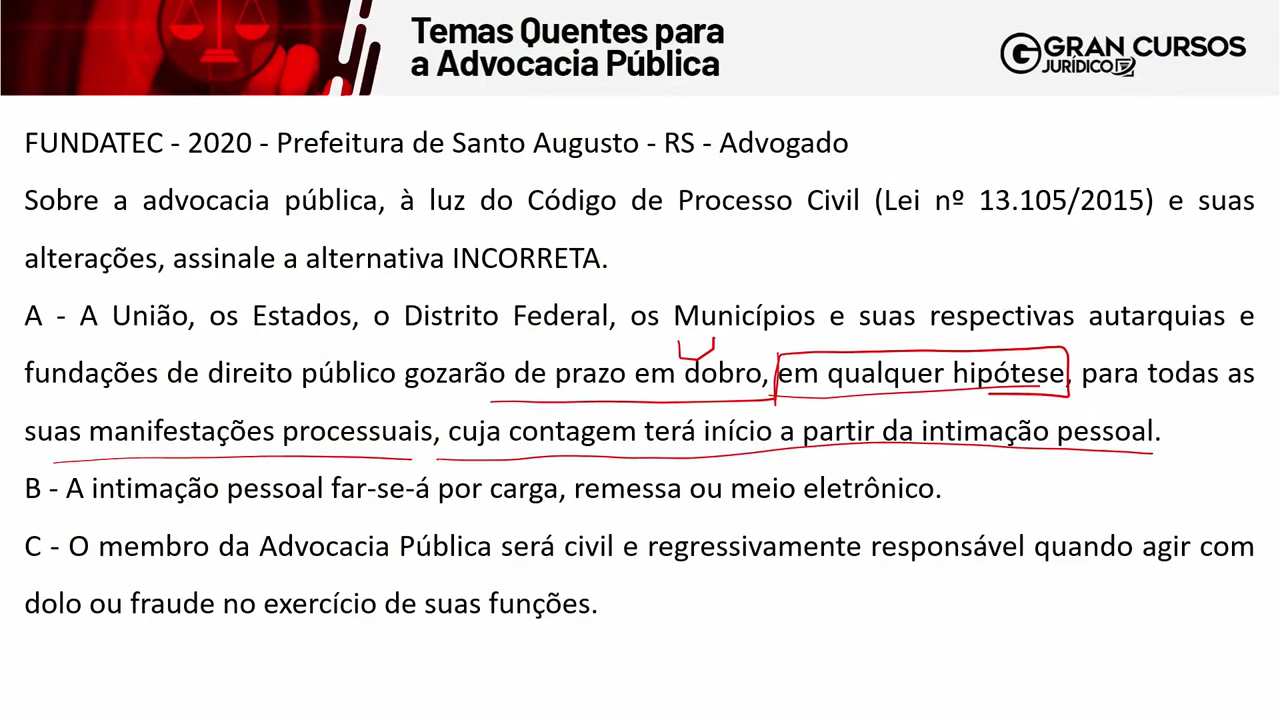 Temas Quentes para
a Advocacia Pública
GRAN CURSOS
JURÍDICO
FUNDATEC - 2020 - Prefeitura de Santo Augusto - RS - Advogado
Sobre a advocacia pública, à luz do Código de Processo Civil (Lei nº 13.105/2015) e suas
alterações, assinale a alternativa INCORRETA.
A - A União, os Estados, o Distrito Federal, os Municípios e suas respectivas autarquias e
fundações de direito público gozarão de prazo em dobro, em qualquer hipótese, para todas as
suas manifestações processuais, cuja contagem terá início a partir da intimação pessoal.
B - A intimação pessoal far-se-á por carga, remessa ou meio eletrônico.
C - O membro da Advocacia Pública será civil e regressivamente responsável quando agir com
dolo ou fraude no exercício de suas funções.